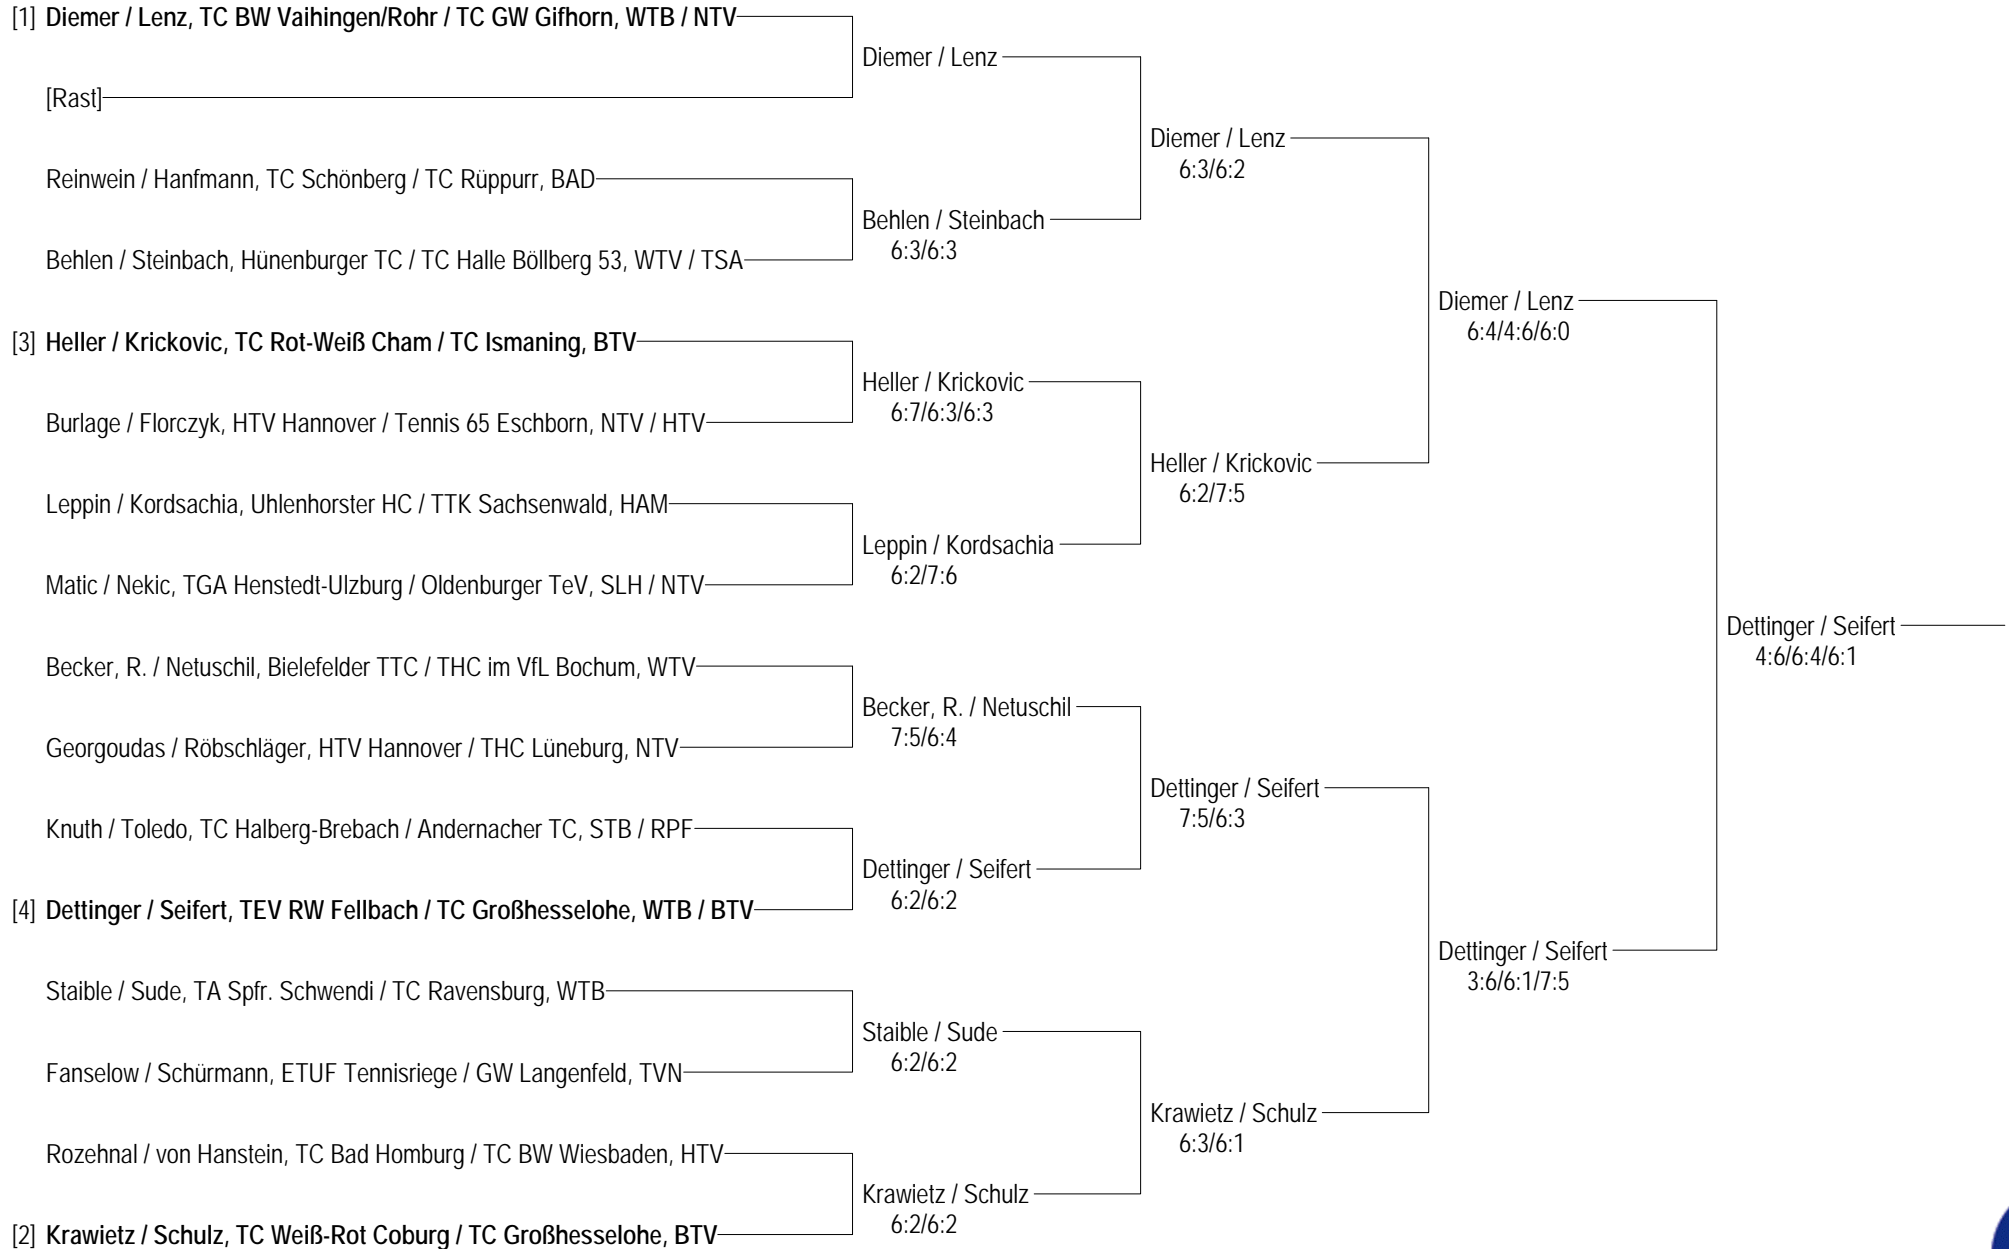 [1] Diemer / Lenz, TC BW Vaihingen/Rohr / TC GW Gifhorn, WTB / NTV
Diemer / Lenz
[Rast]
Diemer / Lenz
6:3/6:2
Reinwein / Hanfmann, TC Schönberg / TC Rüppurr, BAD
Behlen / Steinbach
6:3/6:3
Behlen / Steinbach, Hünenburger TC / TC Halle Böllberg 53, WTV / TSA
Diemer / Lenz
6:4/4:6/6:0
[3] Heller / Krickovic, TC Rot-Weiß Cham / TC Ismaning, BTV
Heller / Krickovic
6:7/6:3/6:3
Burlage / Florczyk, HTV Hannover / Tennis 65 Eschborn, NTV / HTV
Heller / Krickovic
6:2/7:5
Leppin / Kordsachia, Uhlenhorster HC / TTK Sachsenwald, HAM
Leppin / Kordsachia
6:2/7:6
Matic / Nekic, TGA Henstedt-Ulzburg / Oldenburger TeV, SLH / NTV
Dettinger / Seifert
4:6/6:4/6:1
Becker, R. / Netuschil, Bielefelder TTC / THC im VfL Bochum, WTV
Becker, R. / Netuschil
7:5/6:4
Georgoudas / Röbschläger, HTV Hannover / THC Lüneburg, NTV
Dettinger / Seifert
7:5/6:3
Knuth / Toledo, TC Halberg-Brebach / Andernacher TC, STB / RPF
Dettinger / Seifert
6:2/6:2
[4] Dettinger / Seifert, TEV RW Fellbach / TC Großhesselohe, WTB / BTV
Dettinger / Seifert
3:6/6:1/7:5
Staible / Sude, TA Spfr. Schwendi / TC Ravensburg, WTB
Staible / Sude
6:2/6:2
Fanselow / Schürmann, ETUF Tennisriege / GW Langenfeld, TVN
Krawietz / Schulz
6:3/6:1
Rozehnal / von Hanstein, TC Bad Homburg / TC BW Wiesbaden, HTV
Krawietz / Schulz
6:2/6:2
[2] Krawietz / Schulz, TC Weiß-Rot Coburg / TC Großhesselohe, BTV